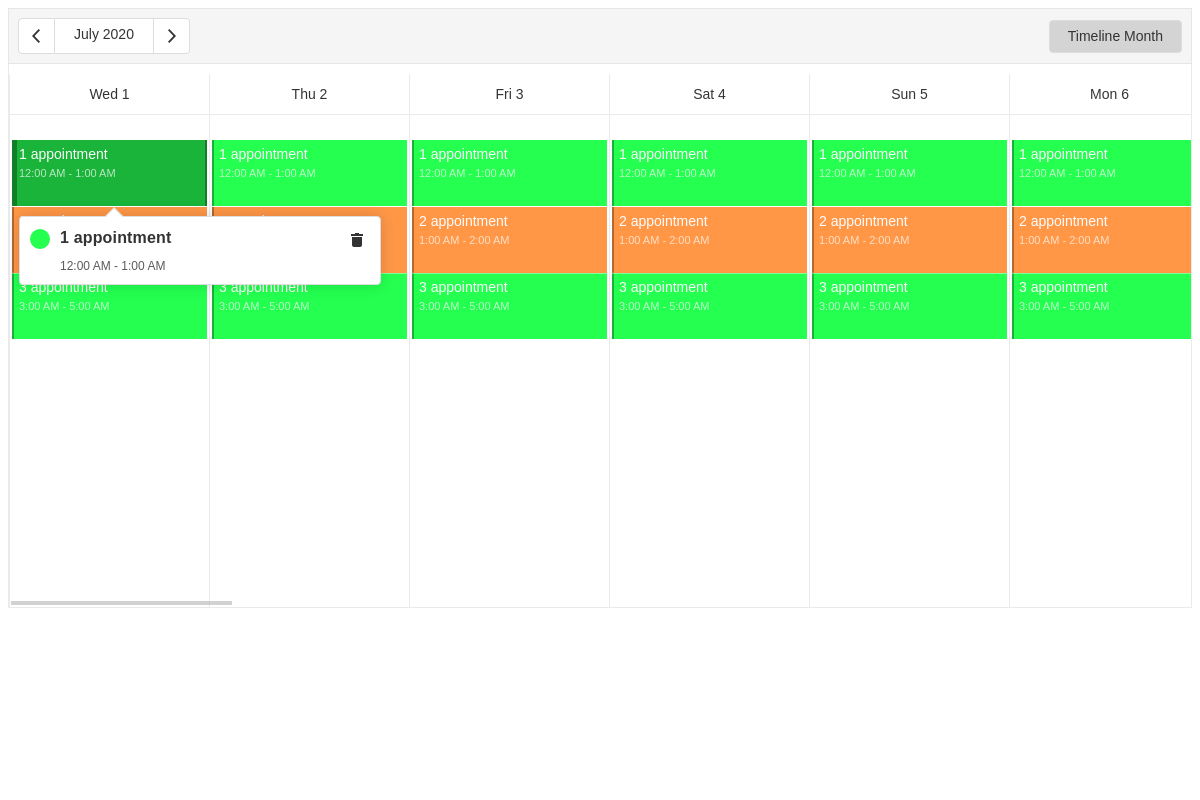 July 2020
Timeline Month
Wed 1
Thu 2
Fri 3
Sat 4
Sun 5
Mon 6
1 appointment
12:00 AM - 1:00 AM
1 appointment
12:00 AM - 1:00 AM
1 appointment
12:00 AM - 1:00 AM
1 appointment
12:00 AM - 1:00 AM
1 appointment
12:00 AM - 1:00 AM
1 appointment
12:00 AM - 1:00 AM
1 appointment
12:00 AM - 1:00 AM
2 appointment
1:00 AM - 2:00 AM
2 appointment
1:00 AM - 2:00 AM
2 appointment
1:00 AM - 2:00 AM
2 appointment
1:00 AM - 2:00 AM
3 appointment
3:00 AM - 5:00 AM
3 appointment
3:00 AM - 5:00 AM
3 appointment
3:00 AM - 5:00 AM
3 appointment
3:00 AM - 5:00 AM
3 appointment
3:00 AM - 5:00 AM
3 appointment
3:00 AM - 5:00 AM